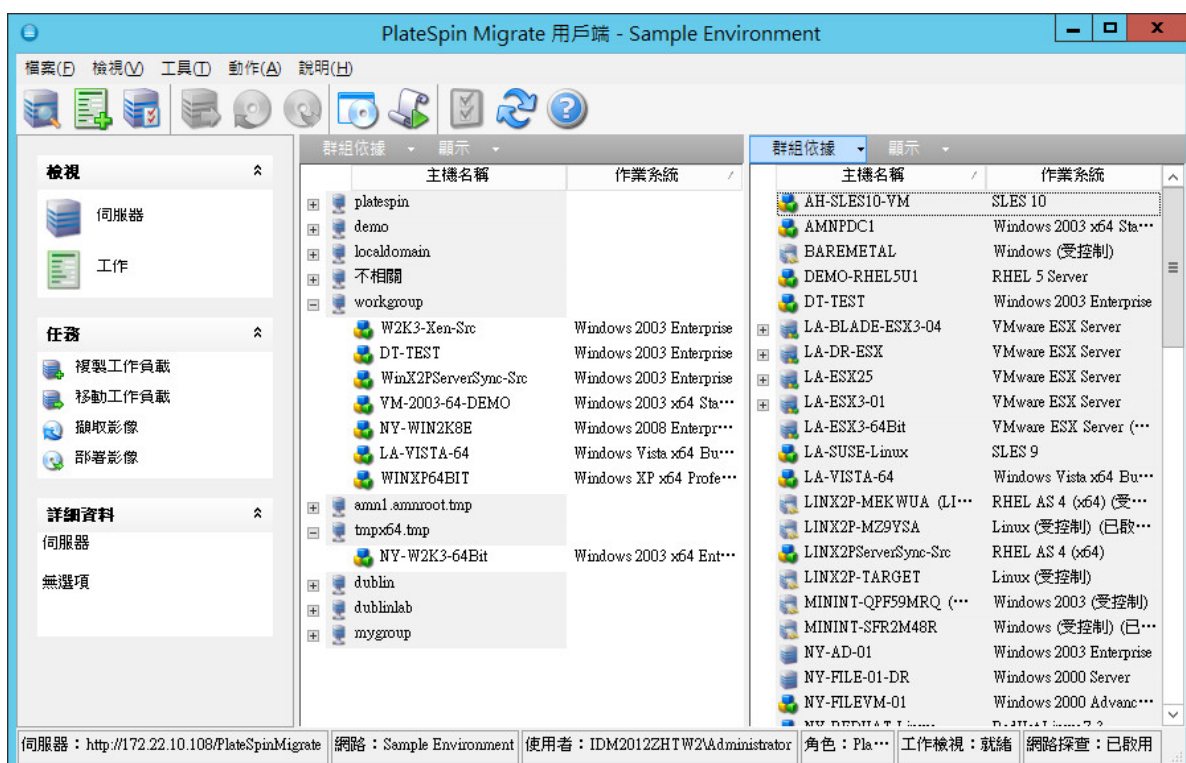 PlateSpin Migrate 用戶端 - Sample Environment
檔案(F) 檢視(V) 工具(T) 動作(A) 說明(H)
檢視
伺服器
工作
任務
複製工作負載
移動工作負載
擷取影像
部署影像
詳細資料
伺服器
無選項
群組依據 顯示
主機名稱 作業系統
platespin
demo
localdomain
不相關
workgroup
W2K3-Xen-Src Windows 2003 Enterprise
DT-TEST Windows 2003 Enterprise
WinX2PServerSync-Src Windows 2003 Enterprise
VM-2003-64-DEMO Windows 2003 x64 Sta…
NY-WIN2K8E Windows 2008 Enterpr…
LA-VISTA-64 Windows Vista x64 Bu…
WINXP64BIT Windows XP x64 Profe…
amn1.amnroot.tmp
tmpx64.tmp
NY-W2K3-64Bit Windows 2003 x64 Ent…
dublin
dublinlab
mygroup
群組依據 顯示
主機名稱 作業系統
AH-SLES10-VM SLES 10
AMNPDC1 Windows 2003 x64 Sta…
BAREMETAL Windows (受控制)
DEMO-RHEL5U1 RHEL 5 Server
DT-TEST Windows 2003 Enterprise
LA-BLADE-ESX3-04 VMware ESX Server
LA-DR-ESX VMware ESX Server
LA-ESX25 VMware ESX Server
LA-ESX3-01 VMware ESX Server
LA-ESX3-64Bit VMware ESX Server (…
LA-SUSE-Linux SLES 9
LA-VISTA-64 Windows Vista x64 Bu…
LINX2P-MEKWUA (LI… RHEL AS 4 (x64) (受…
LINX2P-MZ9YSA Linux (受控制) (已啟…
LINX2PServerSync-Src RHEL AS 4 (x64)
LINX2P-TARGET Linux (受控制)
MININT-QPF59MRQ (… Windows 2003 (受控制)
MININT-SFR2M48R Windows (受控制) (已…
NY-AD-01 Windows 2003 Enterprise
NY-FILE-01-DR Windows 2000 Server
NY-FILEVM-01 Windows 2000 Advanc…
伺服器：http://172.22.10.108/PlateSpinMigrate 網路：Sample Environment 使用者：IDM2012ZHTW2\Administrator 角色：Pla… 工作檢視：就緒 網路探查：已啟用